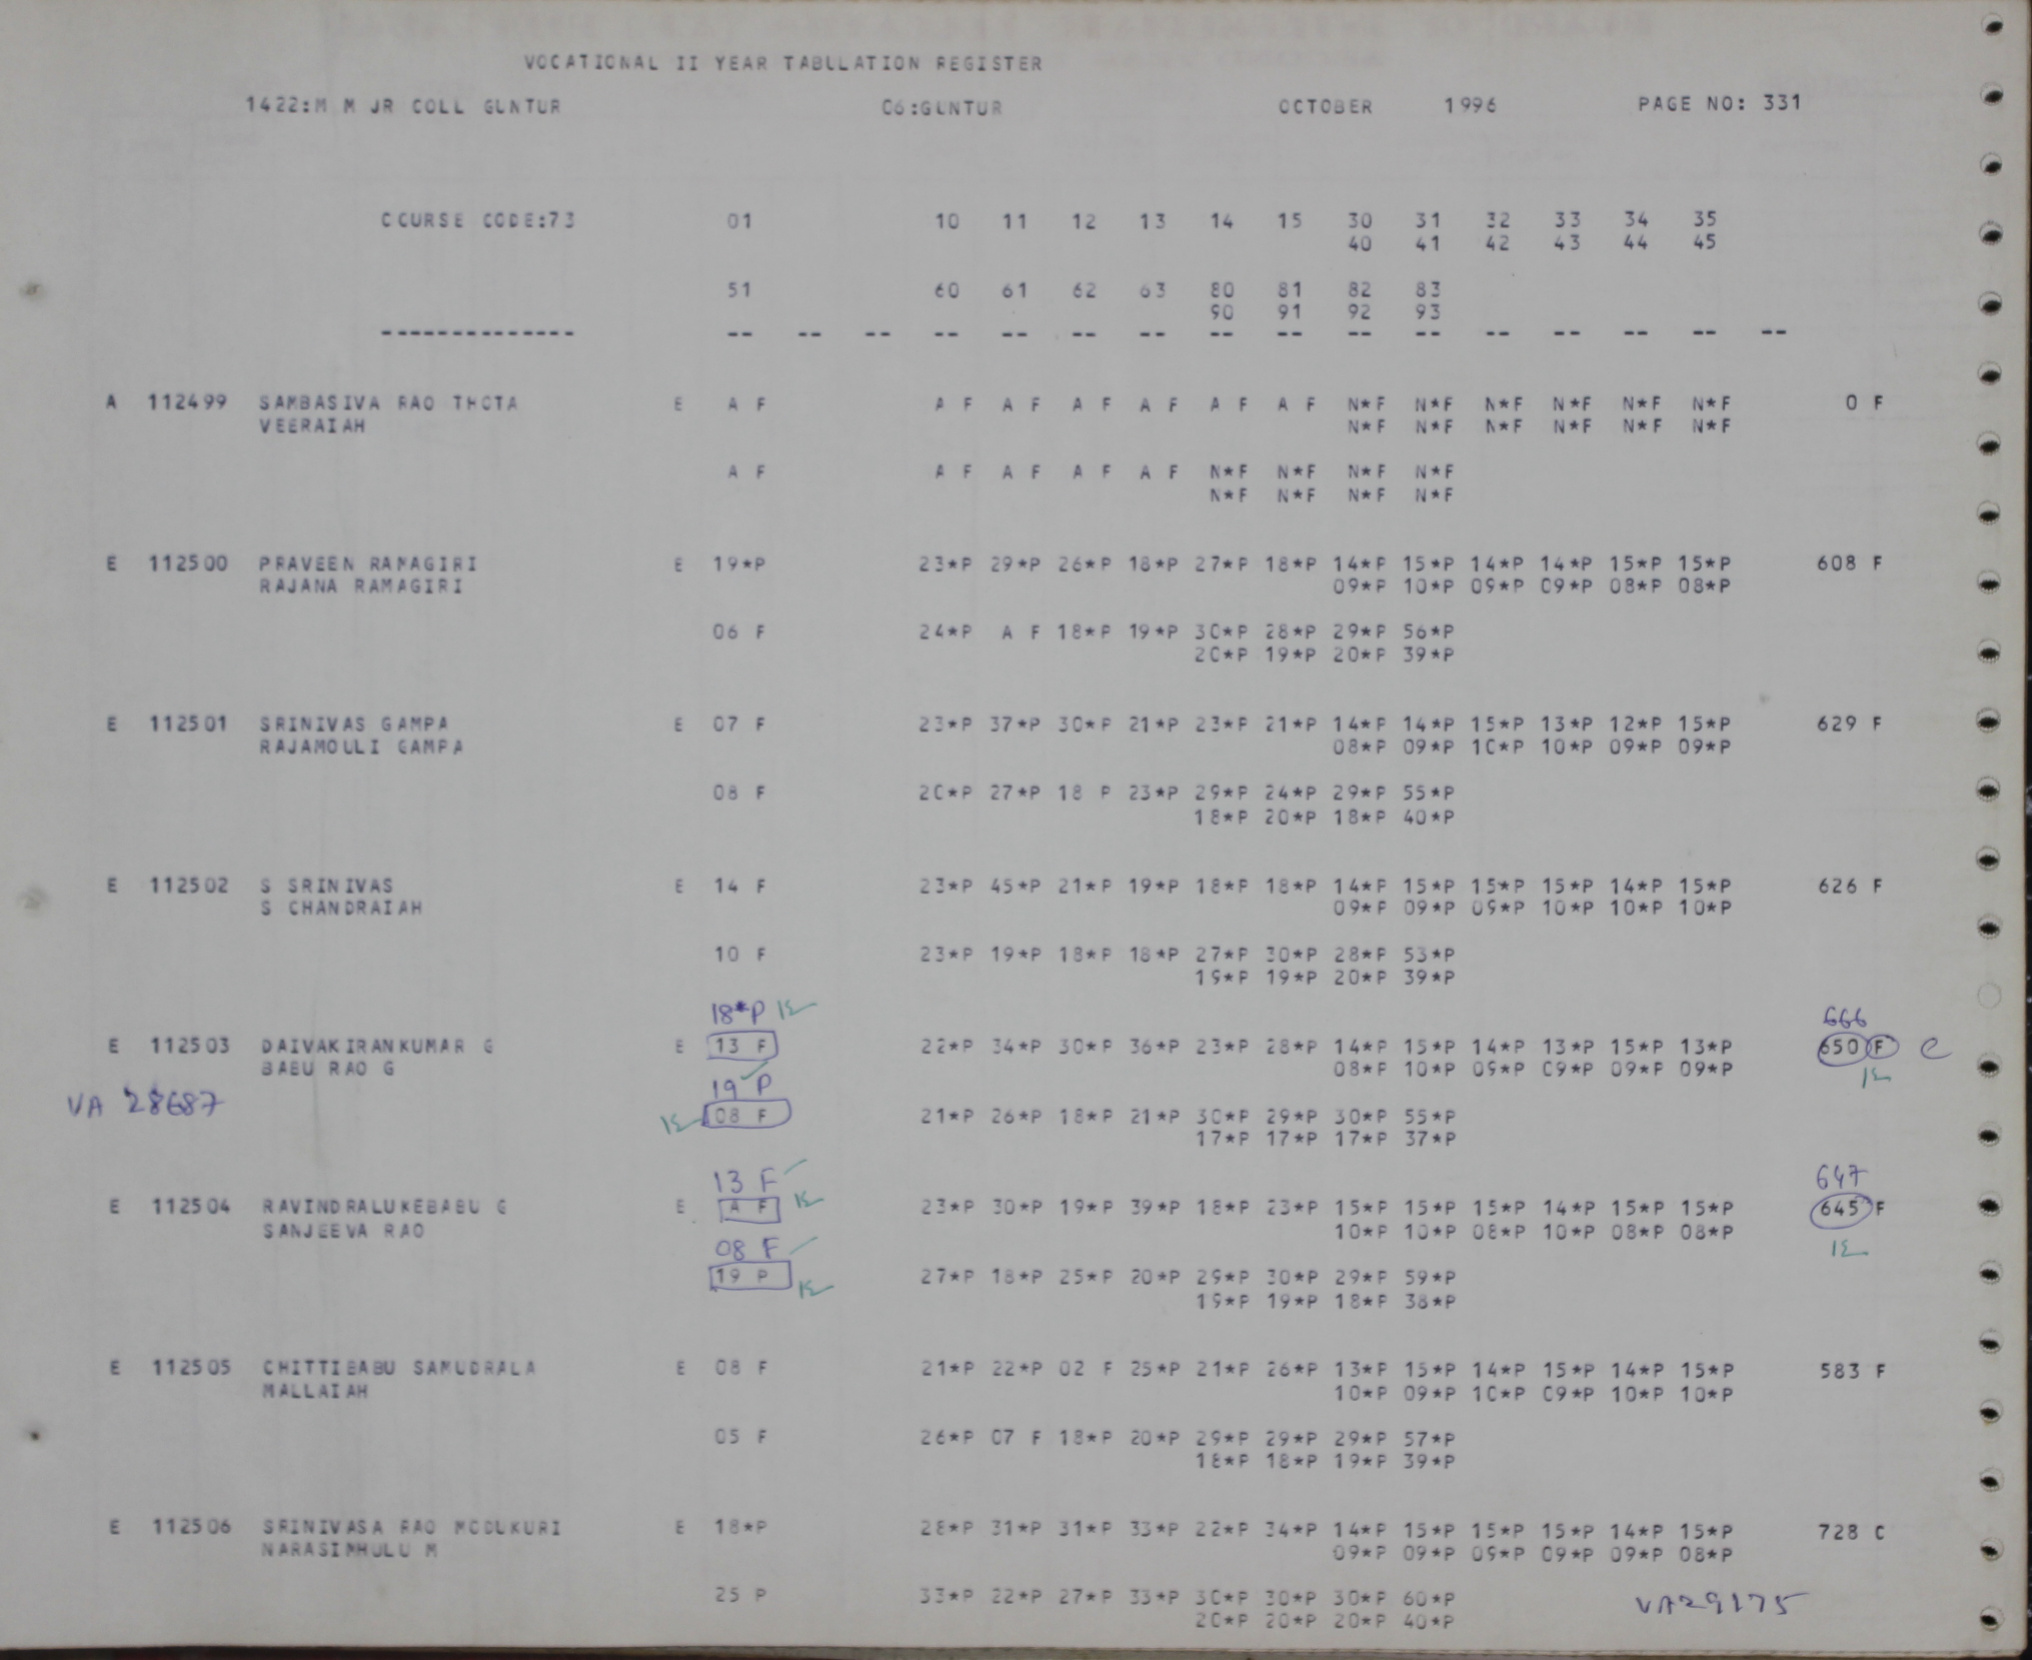 VOCATIONAL II YEAR TABULATION REGISTER
1422:M M JR COLL GUNTUR C6:GUNTUR OCTOBER 1996 PAGE NO: 331
COURSE CODE:73 01 10 11 12 13 14 15 30 31 32 33 34 35
40 41 42 43 44 45
51 60 61 62 63 80 81 82 83
90 91 92 93
-------------- -- -- -- -- -- -- -- -- -- -- -- -- -- -- -- --
A 112499 SAMBASIVA RAO THOTA E A F A F A F A F A F A F A F N*F N*F N*F N*F N*F N*F 0 F
VEERAIAH N*F N*F N*F N*F N*F N*F
A F A F A F A F A F N*F N*F N*F N*F
N*F N*F N*F N*F
E 112500 PRAVEEN RAMAGIRI E 19*P 23*P 29*P 26*P 18*P 27*P 18*P 14*P 15*P 14*P 14*P 15*P 15*P 608 F
RAJANA RAMAGIRI 09*P 10*P 09*P 09*P 08*P 08*P
06 F 24*P A F 18*P 19*P 30*P 28*P 29*P 56*P
20*P 19*P 20*P 39*P
E 112501 SRINIVAS GAMPA E 07 F 23*P 37*P 30*P 21*P 23*P 21*P 14*P 14*P 15*P 13*P 12*P 15*P 629 F
RAJAMOULI GAMPA 08*P 09*P 10*P 10*P 09*P 09*P
08 F 20*P 27*P 18 P 23*P 29*P 24*P 29*P 55*P
18*P 20*P 18*P 40*P
E 112502 S SRINIVAS E 14 F 23*P 45*P 21*P 19*P 18*P 18*P 14*P 15*P 15*P 15*P 14*P 15*P 626 F
S CHANDRAIAH 09*P 09*P 09*P 10*P 10*P 10*P
10 F 23*P 19*P 18*P 18*P 27*P 30*P 28*P 53*P
19*P 19*P 20*P 39*P
18*P 666
E 112503 DAIVAKIRANKUMAR G E 13 F 22*P 34*P 30*P 36*P 23*P 28*P 14*P 15*P 14*P 13*P 15*P 13*P 650 F C
BABU RAO G 08*P 10*P 09*P 09*P 09*P 09*P
19 P
VA 28687 08 F 21*P 26*P 18*P 21*P 30*P 29*P 30*P 55*P
17*P 17*P 17*P 37*P
13 F 647
E 112504 RAVINDRALUKEBABU G E A F 23*P 30*P 19*P 39*P 18*P 23*P 15*P 15*P 15*P 14*P 15*P 15*P 645 F
SANJEEVA RAO 10*P 10*P 08*P 10*P 08*P 08*P
08 F
19 P 27*P 18*P 25*P 20*P 29*P 30*P 29*P 59*P
19*P 19*P 18*P 38*P
E 112505 CHITTIBABU SAMUDRALA E 08 F 21*P 22*P 02 F 25*P 21*P 26*P 13*P 15*P 14*P 15*P 14*P 15*P 583 F
MALLAIAH 10*P 09*P 10*P 09*P 10*P 10*P
05 F 26*P 07 F 18*P 20*P 29*P 29*P 29*P 57*P
18*P 18*P 19*P 39*P
E 112506 SRINIVASA RAO MODUKURI E 18*P 28*P 31*P 31*P 33*P 22*P 34*P 14*P 15*P 15*P 15*P 14*P 15*P 728 C
NARASIMHULU M 09*P 09*P 09*P 09*P 09*P 08*P
25 P 33*P 22*P 27*P 33*P 30*P 30*P 30*P 60*P VA29175
20*P 20*P 20*P 40*P